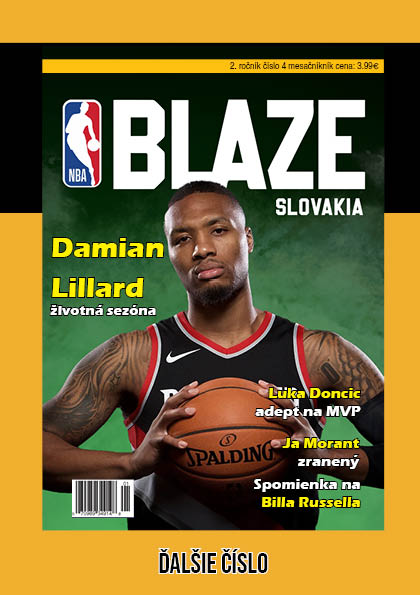 2. ročník číslo 4 mesačníkník cena: 3.99€
NBA
BLAZE
SLOVAKIA
Damian
Lillard
životná sezóna
Luka Doncic
adept na MVP
Ja Morant
zranený
Spomienka na
Billa Russella
SPALDING
ĎALŠIE ČÍSLO